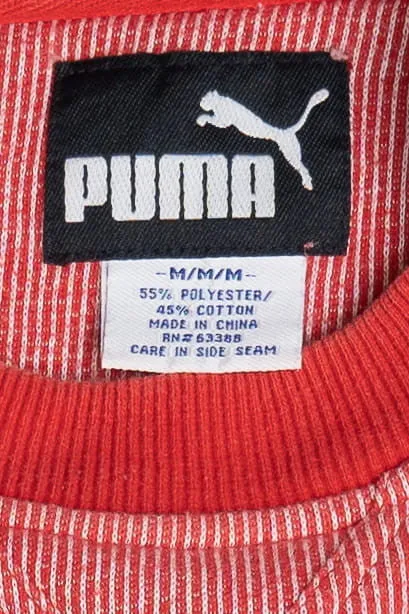 PUMA
-M/M/M-
55% POLYESTER/
45% COTTON
MADE IN CHINA
RN# 63388
CARE IN SIDE SEAM